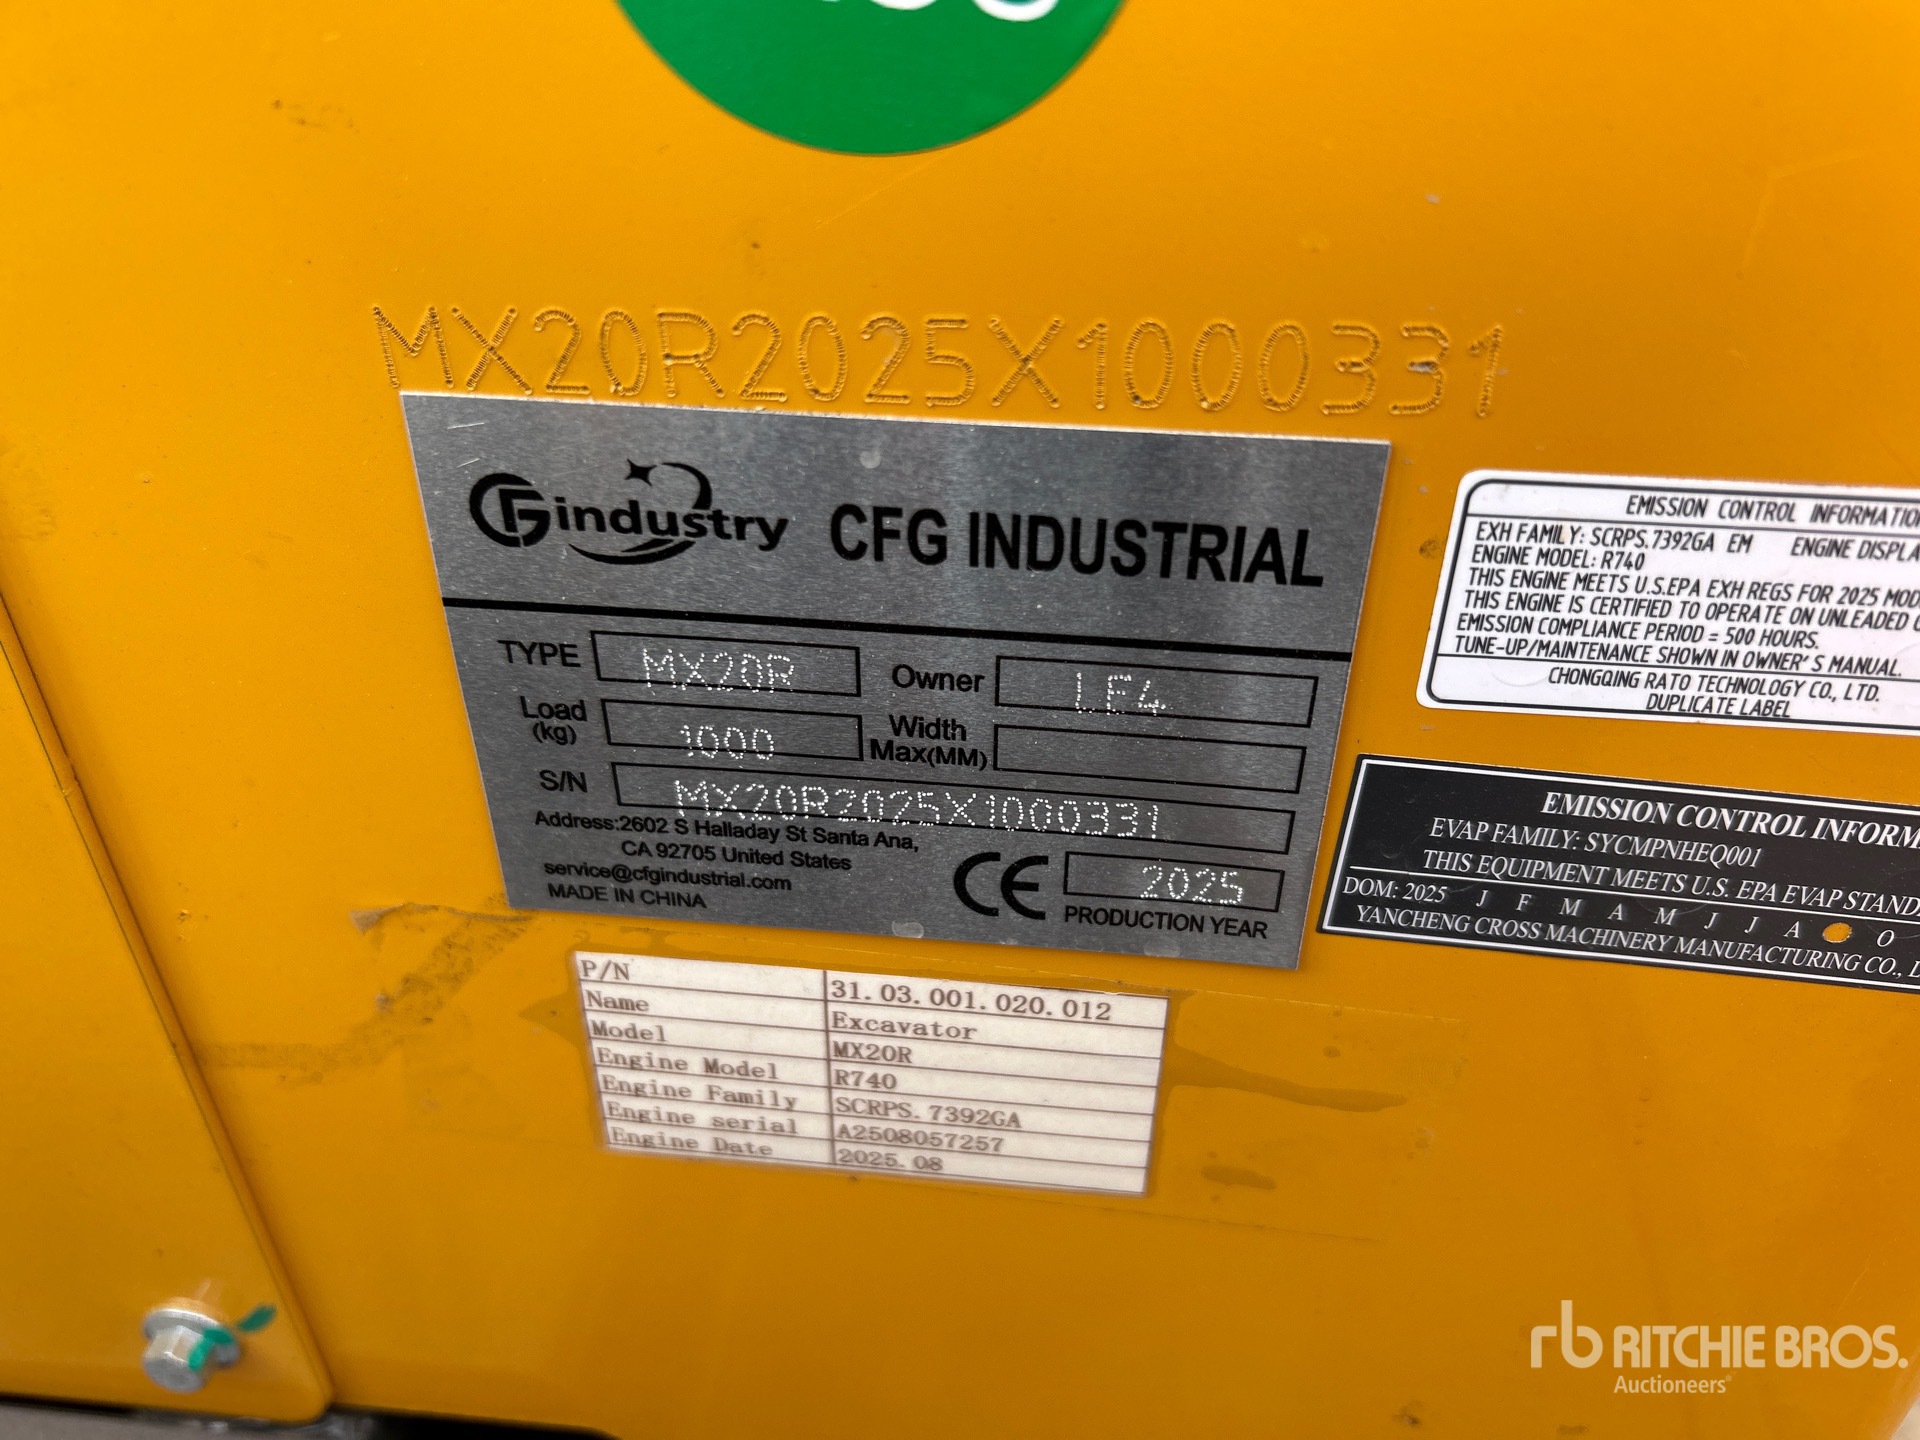 MX20R2025X1000331
CFG industry CFG INDUSTRIAL
TYPE MX20R Owner LE4
Load (kg) 1000 Width Max(MM)
S/N MX20R2025X1000331
Address:2602 S Halladay St Santa Ana,
CA 92705 United States
service@cfgindustrial.com
MADE IN CHINA
CE 2025
PRODUCTION YEAR
EMISSION CONTROL INFORMATIO
EXH FAMILY: SCRPS.7392GA EM ENGINE DISPLA
ENGINE MODEL: R740
THIS ENGINE MEETS U.S.EPA EXH REGS FOR 2025 MOD
THIS ENGINE IS CERTIFIED TO OPERATE ON UNLEADED
EMISSION COMPLIANCE PERIOD = 500 HOURS.
TUNE-UP/MAINTENANCE SHOWN IN OWNER'S MANUAL.
CHONGQING RATO TECHNOLOGY CO., LTD.
DUPLICATE LABEL
EMISSION CONTROL INFORM
EVAP FAMILY: SYCMPNHEQ001
THIS EQUIPMENT MEETS U.S. EPA EVAP STAND
DOM: 2025 J F M A M J J A O
YANCHENG CROSS MACHINERY MANUFACTURING CO.,
P/N 31.03.001.020.012
Name Excavator
Model MX20R
Engine Model R740
Engine Family SCRPS.7392GA
Engine serial A2508057257
Engine Date 2025.08
rb RITCHIE BROS.
Auctioneers